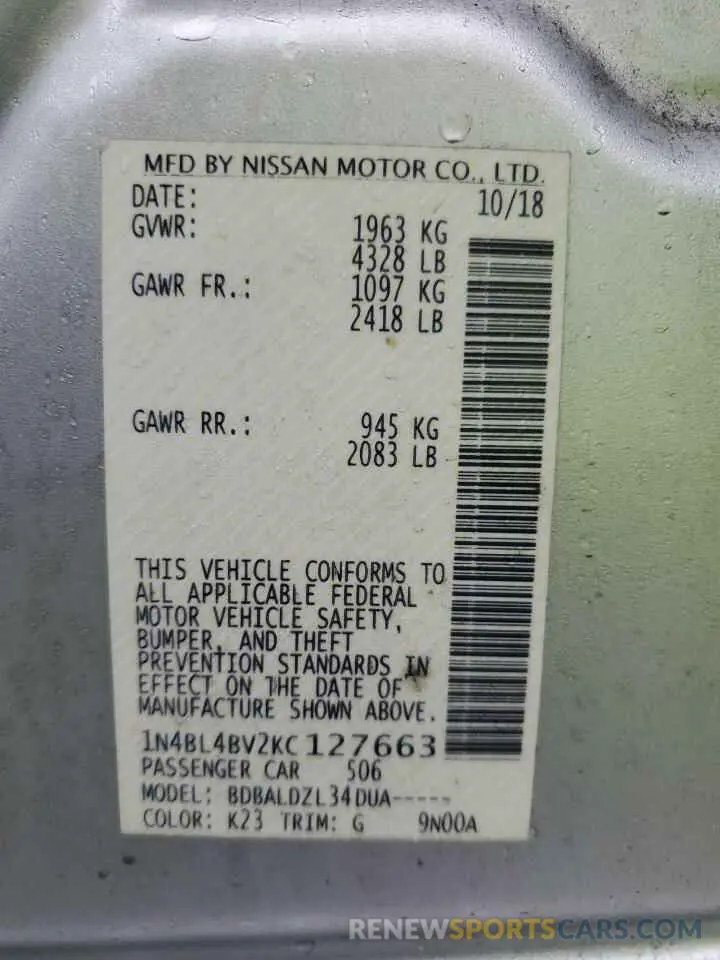 MFD BY NISSAN MOTOR CO., LTD.
DATE: 10/18
GVWR: 1963 KG
4328 LB
GAWR FR.: 1097 KG
2418 LB
GAWR RR.: 945 KG
2083 LB
THIS VEHICLE CONFORMS TO
ALL APPLICABLE FEDERAL
MOTOR VEHICLE SAFETY,
BUMPER, AND THEFT
PREVENTION STANDARDS IN
EFFECT ON THE DATE OF
MANUFACTURE SHOWN ABOVE.
1N4BL4BV2KC127663
PASSENGER CAR 506
MODEL: BDBALDZL34DUA-----
COLOR: K23 TRIM: G 9N00A
RENEWSPORTSCARS.COM